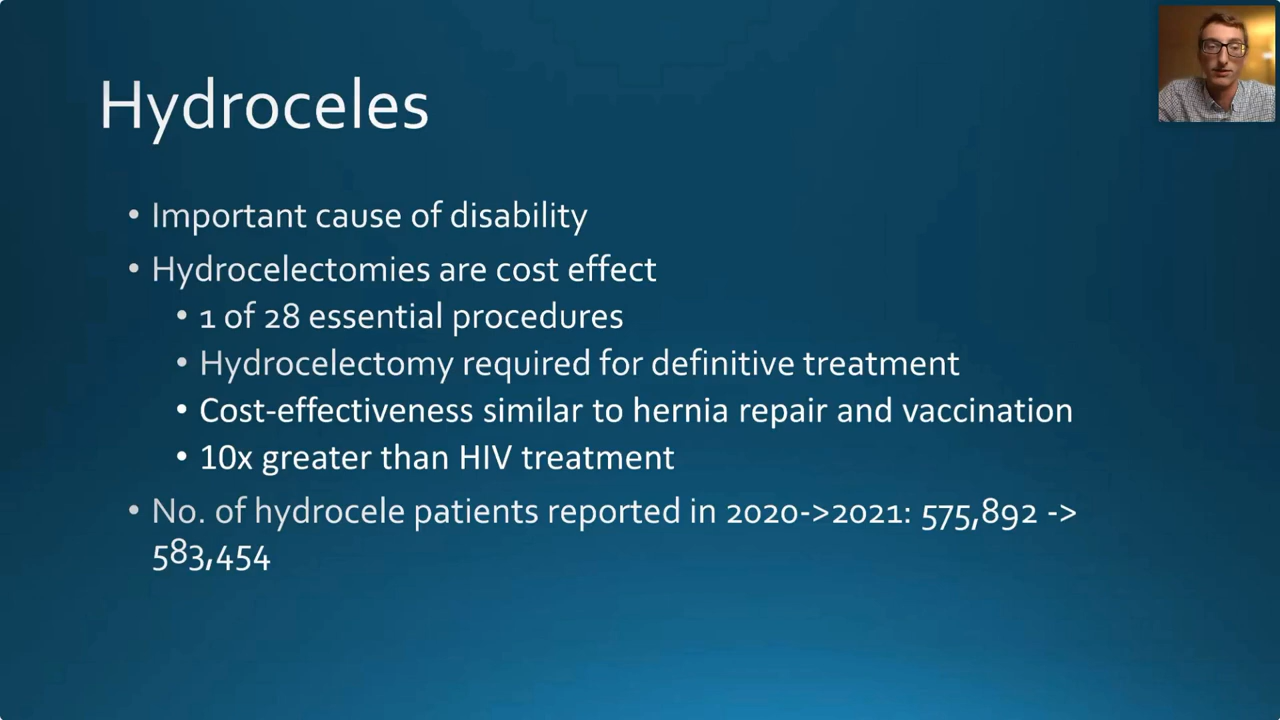 Hydroceles
• Important cause of disability
• Hydrocelectomies are cost effect
• 1 of 28 essential procedures
• Hydrocelectomy required for definitive treatment
• Cost-effectiveness similar to hernia repair and vaccination
• 10x greater than HIV treatment
• No. of hydrocele patients reported in 2020->2021: 575,892 ->
583,454